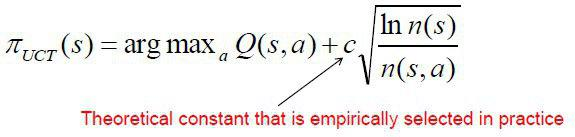 π_UCT(s) = arg max_a Q(s,a) + c √(ln n(s) / n(s,a))
Theoretical constant that is empirically selected in practice